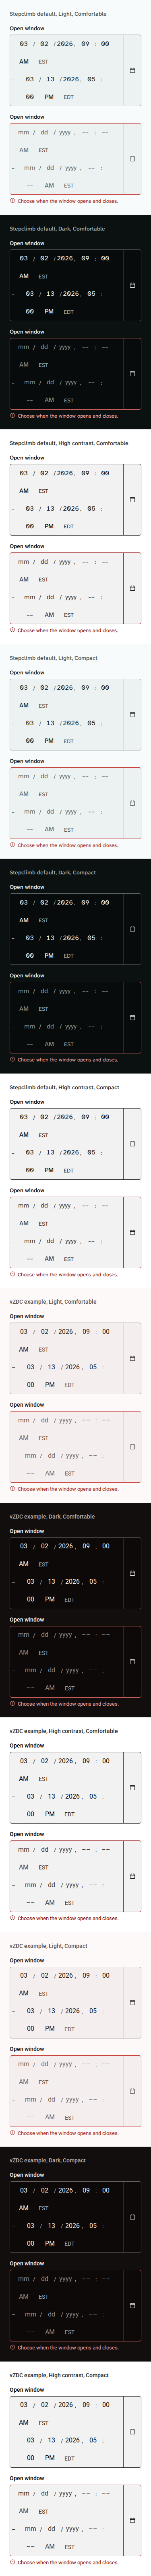 Stepclimb default, Light, Comfortable
Open window
03 / 02 / 2026, 09 : 00
AM EST
– 03 / 13 / 2026, 05 :
00 PM EDT
Open window
mm / dd / yyyy, –– : ––
AM EST
– mm / dd / yyyy, –– :
–– AM EST
Choose when the window opens and closes.
Stepclimb default, Dark, Comfortable
Open window
03 / 02 / 2026, 09 : 00
AM EST
– 03 / 13 / 2026, 05 :
00 PM EDT
Open window
mm / dd / yyyy, –– : ––
AM EST
– mm / dd / yyyy, –– :
–– AM EST
Choose when the window opens and closes.
Stepclimb default, High contrast, Comfortable
Open window
03 / 02 / 2026, 09 : 00
AM EST
– 03 / 13 / 2026, 05 :
00 PM EDT
Open window
mm / dd / yyyy, –– : ––
AM EST
– mm / dd / yyyy, –– :
–– AM EST
Choose when the window opens and closes.
Stepclimb default, Light, Compact
Open window
03 / 02 / 2026, 09 : 00
AM EST
– 03 / 13 / 2026, 05 :
00 PM EDT
Open window
mm / dd / yyyy, –– : ––
AM EST
– mm / dd / yyyy, –– :
–– AM EST
Choose when the window opens and closes.
Stepclimb default, Dark, Compact
Open window
03 / 02 / 2026, 09 : 00
AM EST
– 03 / 13 / 2026, 05 :
00 PM EDT
Open window
mm / dd / yyyy, –– : ––
AM EST
– mm / dd / yyyy, –– :
–– AM EST
Choose when the window opens and closes.
Stepclimb default, High contrast, Compact
Open window
03 / 02 / 2026, 09 : 00
AM EST
– 03 / 13 / 2026, 05 :
00 PM EDT
Open window
mm / dd / yyyy, –– : ––
AM EST
– mm / dd / yyyy, –– :
–– AM EST
Choose when the window opens and closes.
vZDC example, Light, Comfortable
Open window
03 / 02 / 2026, 09 : 00
AM EST
– 03 / 13 / 2026, 05 :
00 PM EDT
Open window
mm / dd / yyyy, –– : ––
AM EST
– mm / dd / yyyy, –– :
–– AM EST
Choose when the window opens and closes.
vZDC example, Dark, Comfortable
Open window
03 / 02 / 2026, 09 : 00
AM EST
– 03 / 13 / 2026, 05 :
00 PM EDT
Open window
mm / dd / yyyy, –– : ––
AM EST
– mm / dd / yyyy, –– :
–– AM EST
Choose when the window opens and closes.
vZDC example, High contrast, Comfortable
Open window
03 / 02 / 2026, 09 : 00
AM EST
– 03 / 13 / 2026, 05 :
00 PM EDT
Open window
mm / dd / yyyy, –– : ––
AM EST
– mm / dd / yyyy, –– :
–– AM EST
Choose when the window opens and closes.
vZDC example, Light, Compact
Open window
03 / 02 / 2026, 09 : 00
AM EST
– 03 / 13 / 2026, 05 :
00 PM EDT
Open window
mm / dd / yyyy, –– : ––
AM EST
– mm / dd / yyyy, –– :
–– AM EST
Choose when the window opens and closes.
vZDC example, Dark, Compact
Open window
03 / 02 / 2026, 09 : 00
AM EST
– 03 / 13 / 2026, 05 :
00 PM EDT
Open window
mm / dd / yyyy, –– : ––
AM EST
– mm / dd / yyyy, –– :
–– AM EST
Choose when the window opens and closes.
vZDC example, High contrast, Compact
Open window
03 / 02 / 2026, 09 : 00
AM EST
– 03 / 13 / 2026, 05 :
00 PM EDT
Open window
mm / dd / yyyy, –– : ––
AM EST
– mm / dd / yyyy, –– :
–– AM EST
Choose when the window opens and closes.